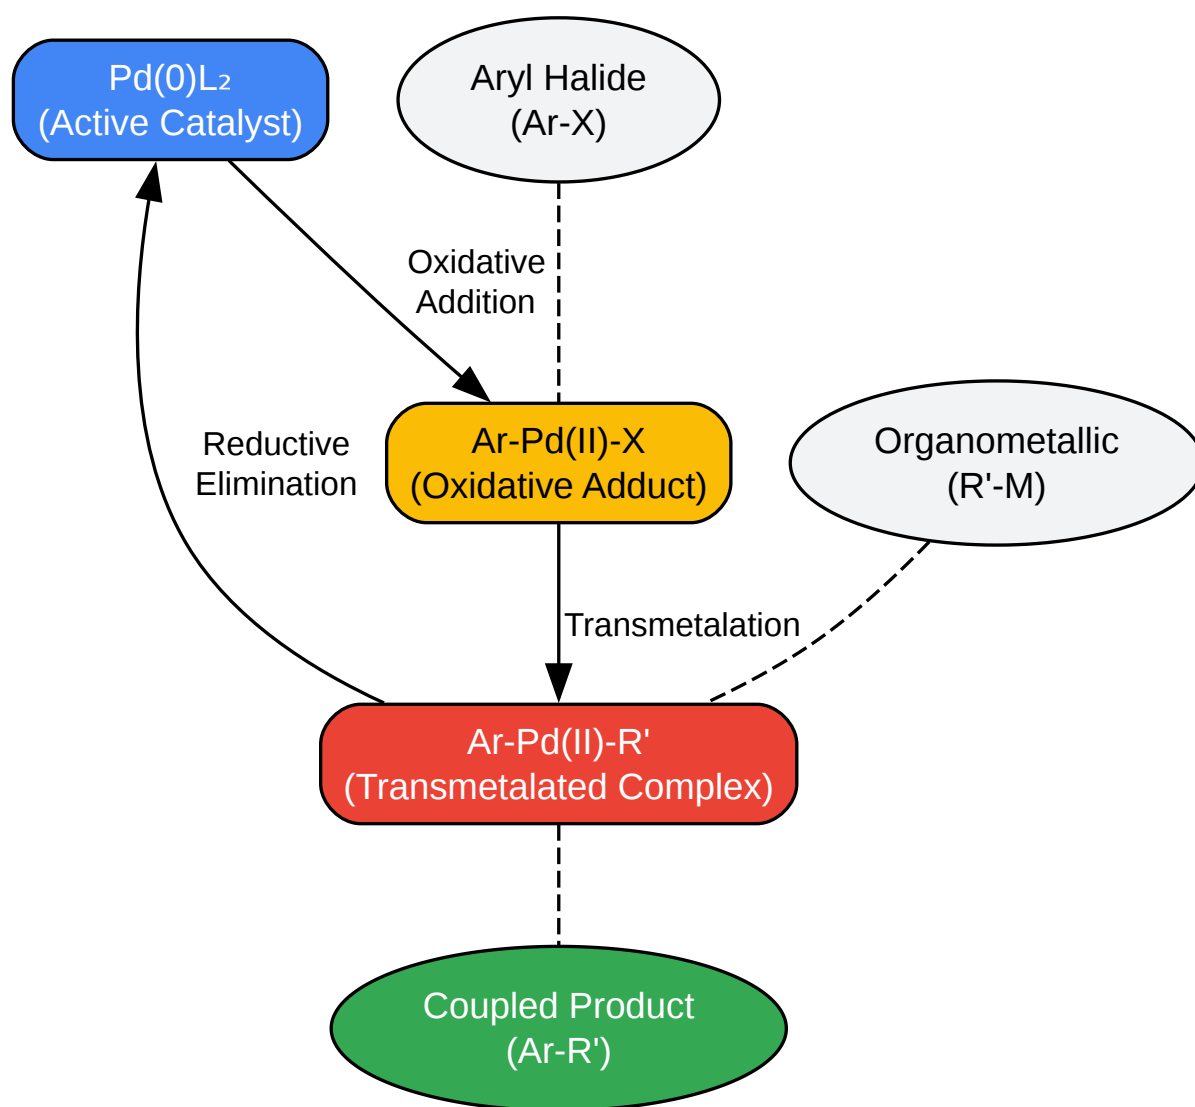 Pd(0)L₂
(Active Catalyst)
Aryl Halide
(Ar-X)
Oxidative
Addition
Ar-Pd(II)-X
(Oxidative Adduct)
Organometallic
(R'-M)
Reductive
Elimination
Transmetalation
Ar-Pd(II)-R'
(Transmetalated Complex)
Coupled Product
(Ar-R')